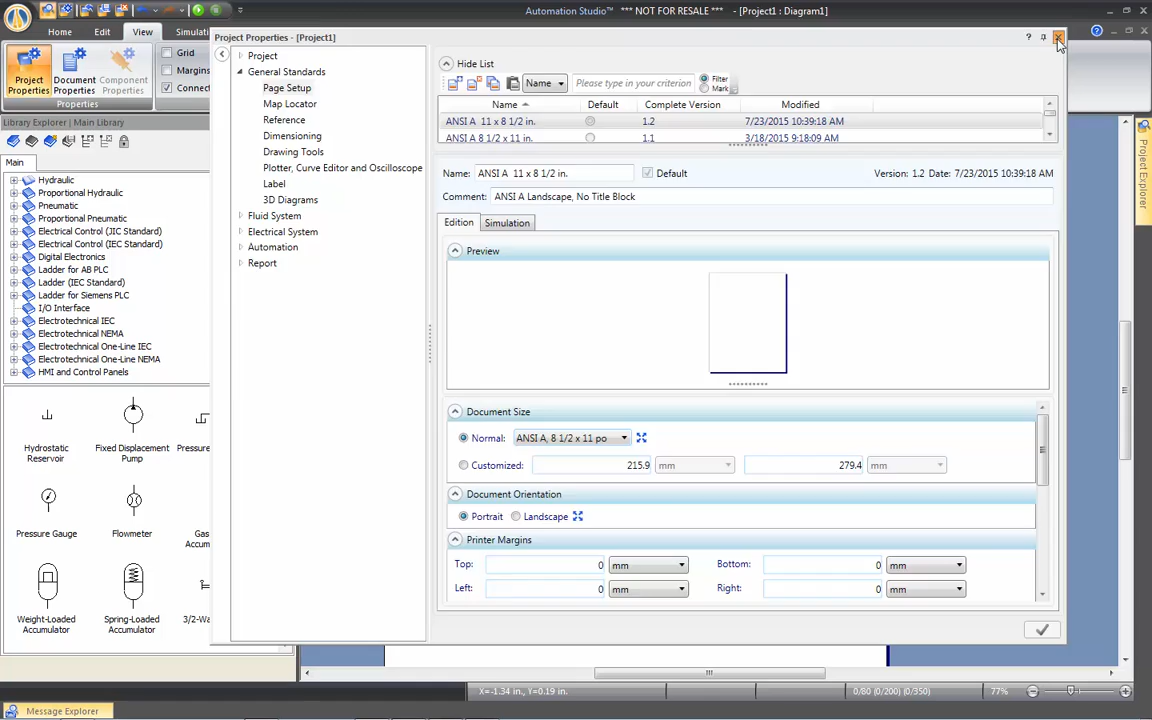 Automation Studio™ *** NOT FOR RESALE *** - [Project1 : Diagram1]
Home Edit View Simulati
Project Properties - [Project1]
Project
Properties
Document
Properties
Component
Properties
Properties
Grid
Margins
Connect
Library Explorer | Main Library
Main
Hydraulic
Proportional Hydraulic
Pneumatic
Proportional Pneumatic
Electrical Control (JIC Standard)
Electrical Control (IEC Standard)
Digital Electronics
Ladder for AB PLC
Ladder (IEC Standard)
Ladder for Siemens PLC
I/O Interface
Electrotechnical IEC
Electrotechnical NEMA
Electrotechnical One-Line IEC
Electrotechnical One-Line NEMA
HMI and Control Panels
Hydrostatic
Reservoir
Fixed Displacement
Pump
Pressure
Pressure Gauge
Flowmeter
Gas
Accum
Weight-Loaded
Accumulator
Spring-Loaded
Accumulator
3/2-Wa
Project
General Standards
Page Setup
Map Locator
Reference
Dimensioning
Drawing Tools
Plotter, Curve Editor and Oscilloscope
Label
3D Diagrams
Fluid System
Electrical System
Automation
Report
Hide List
Name Please type in your criterion Filter
Mark
Name Default Complete Version Modified
ANSI A 11 x 8 1/2 in. 1.2 7/23/2015 10:39:18 AM
ANSI A 8 1/2 x 11 in. 1.1 3/18/2015 9:18:09 AM
Name: ANSI A 11 x 8 1/2 in. Default Version: 1.2 Date: 7/23/2015 10:39:18 AM
Comment: ANSI A Landscape, No Title Block
Edition Simulation
Preview
Document Size
Normal: ANSI A, 8 1/2 x 11 po
Customized: 215.9 mm 279.4 mm
Document Orientation
Portrait Landscape
Printer Margins
Top: 0 mm Bottom: 0 mm
Left: 0 mm Right: 0 mm
Project Explorer
X=-1.34 in., Y=0.19 in. 0/80 (0/200) (0/350) 77%
Message Explorer